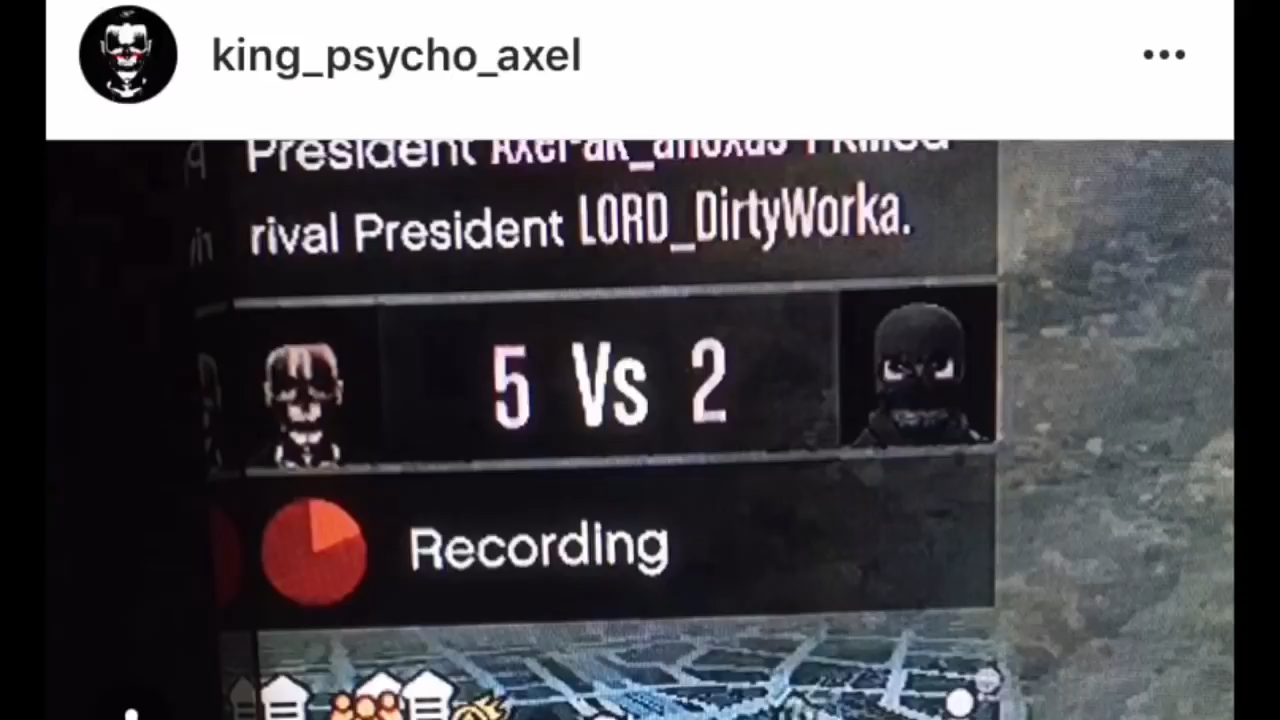 king_psycho_axel
President
rival President LORD_DirtyWorka.
5 Vs 2
Recording